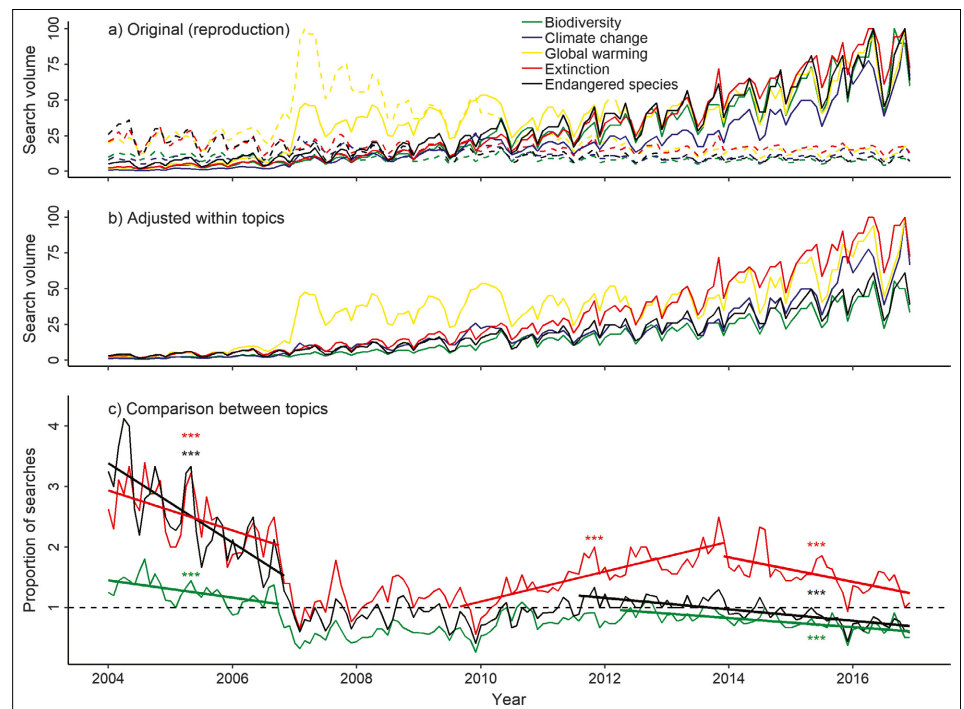 a) Original (reproduction)
Biodiversity
Climate change
Global warming
Extinction
Endangered species
Search volume
100
75
50
25
0
b) Adjusted within topics
Search volume
100
75
50
25
0
c) Comparison between topics
Proportion of searches
4
3
2
1
***
***
***
***
***
***
***
2004
2006
2008
2010
2012
2014
2016
Year